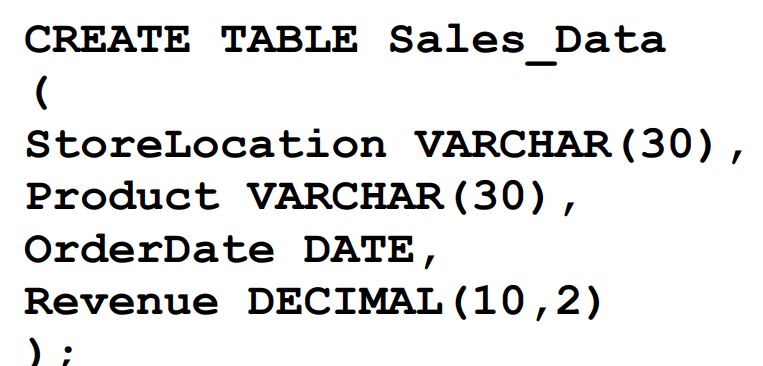 CREATE TABLE Sales_Data
(
StoreLocation VARCHAR(30),
Product VARCHAR(30),
OrderDate DATE,
Revenue DECIMAL(10,2)
);